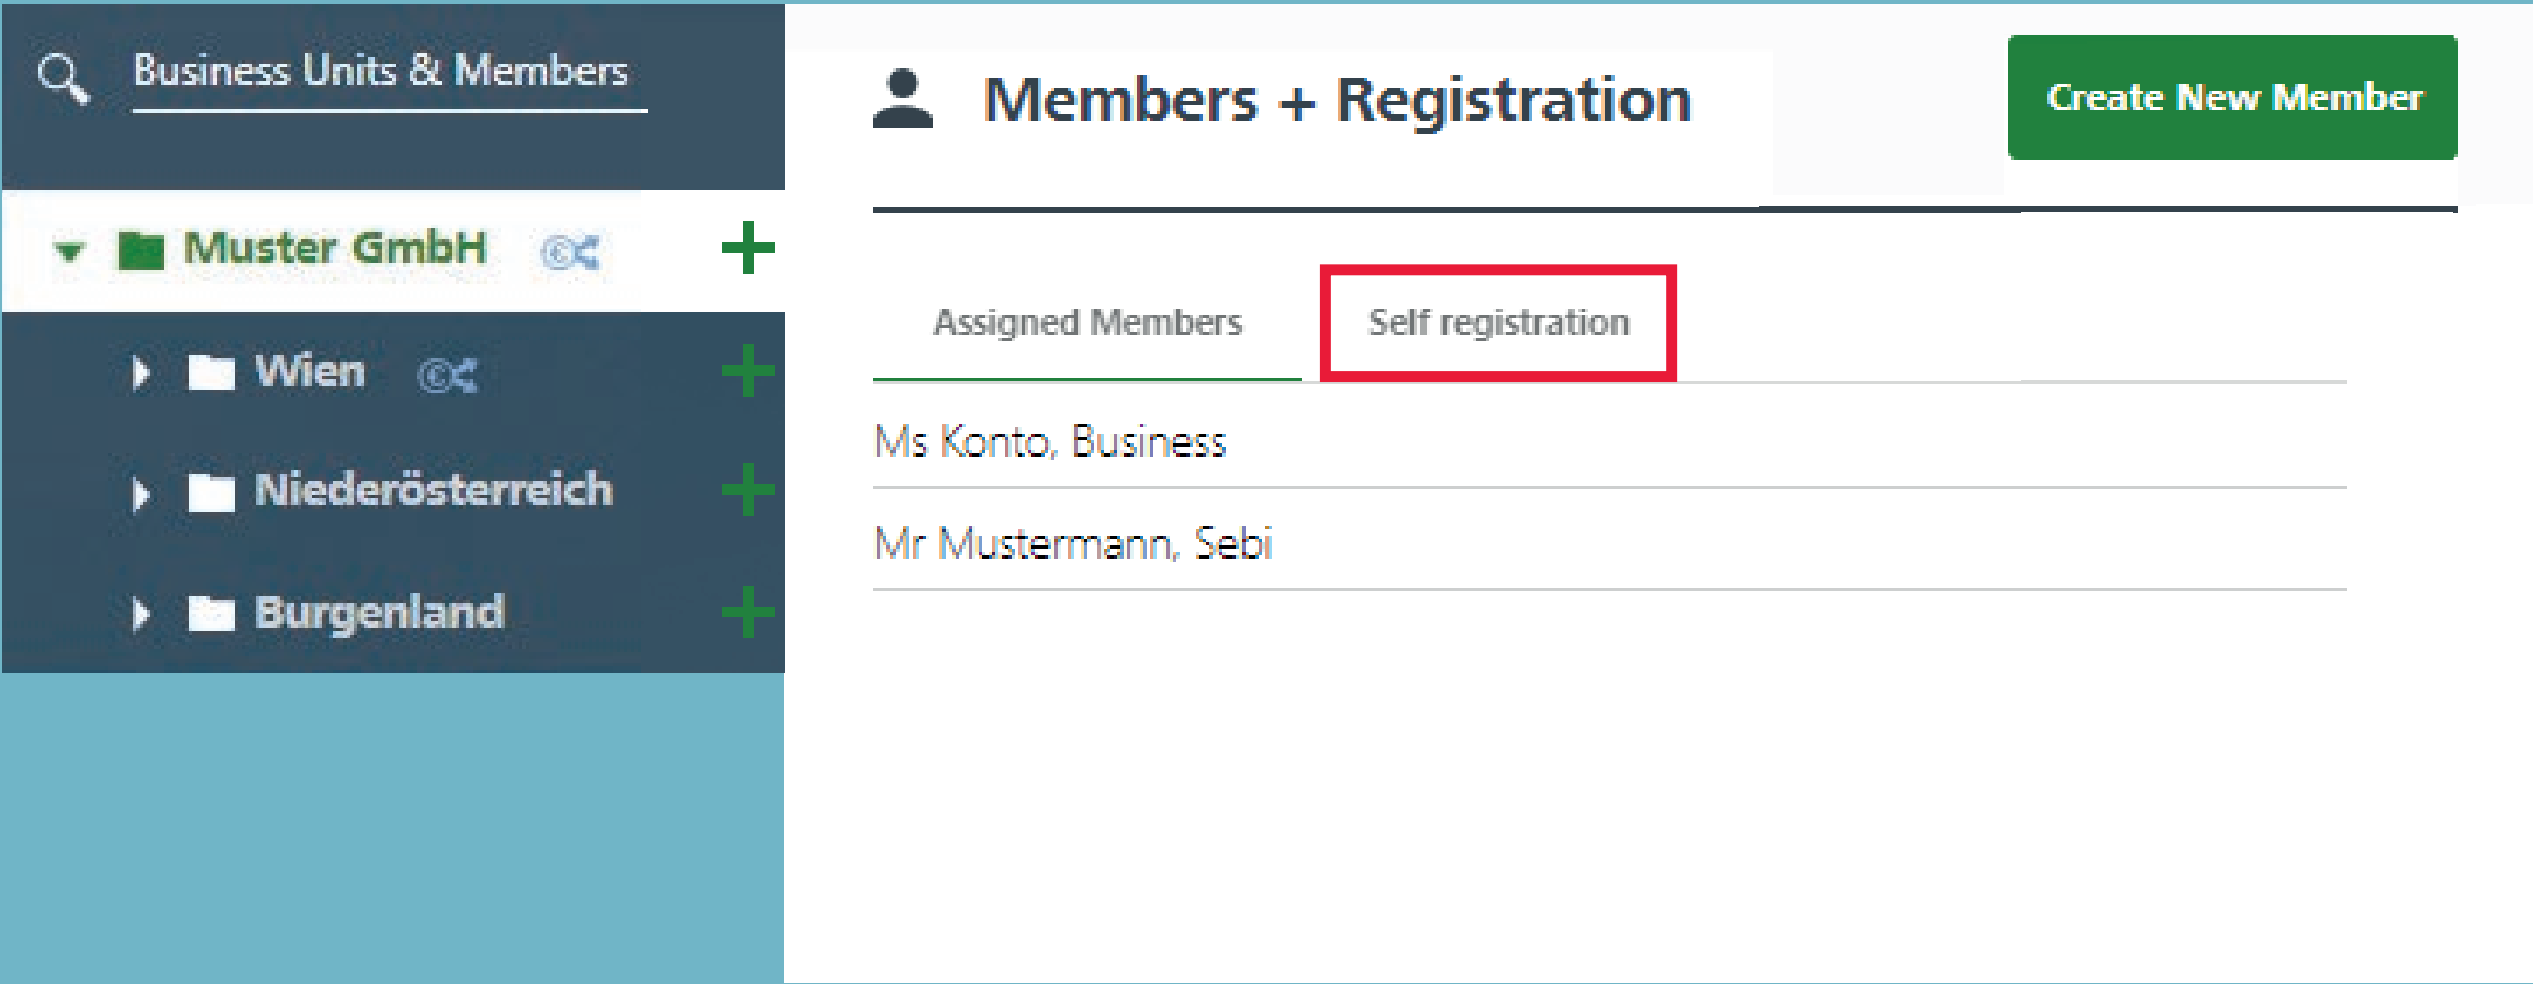 Business Units & Members
Muster GmbH
Wien
Niederösterreich
Burgenland
Members + Registration
Create New Member
Assigned Members
Self registration
Ms Konto, Business
Mr Mustermann, Sebi